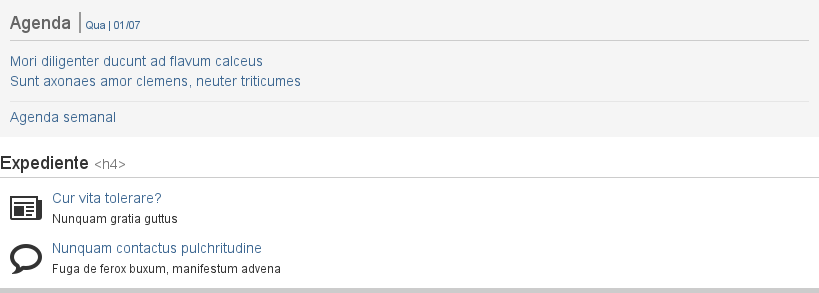 Agenda Qua | 01/07
Mori diligenter ducunt ad flavum calceus
Sunt axonaes amor clemens, neuter triticumes
Agenda semanal
Expediente <h4>
Cur vita tolerare?
Nunquam gratia guttus
Nunquam contactus pulchritudine
Fuga de ferox buxum, manifestum advena